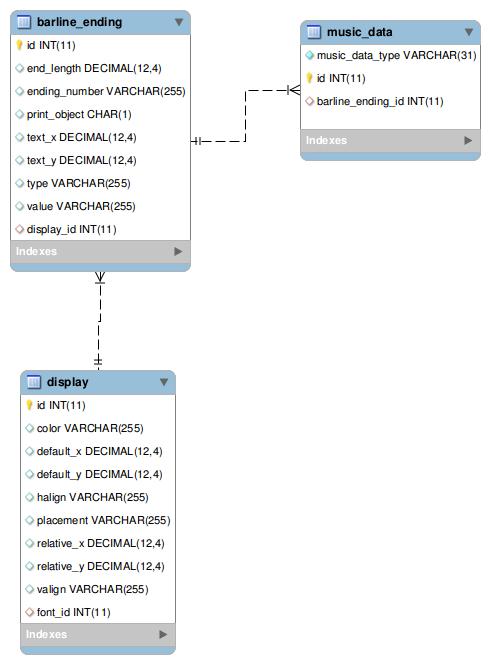 barline_ending
id INT(11)
end_length DECIMAL(12,4)
ending_number VARCHAR(255)
print_object CHAR(1)
text_x DECIMAL(12,4)
text_y DECIMAL(12,4)
type VARCHAR(255)
value VARCHAR(255)
display_id INT(11)
Indexes
music_data
music_data_type VARCHAR(31)
id INT(11)
barline_ending_id INT(11)
Indexes
display
id INT(11)
color VARCHAR(255)
default_x DECIMAL(12,4)
default_y DECIMAL(12,4)
halign VARCHAR(255)
placement VARCHAR(255)
relative_x DECIMAL(12,4)
relative_y DECIMAL(12,4)
valign VARCHAR(255)
font_id INT(11)
Indexes